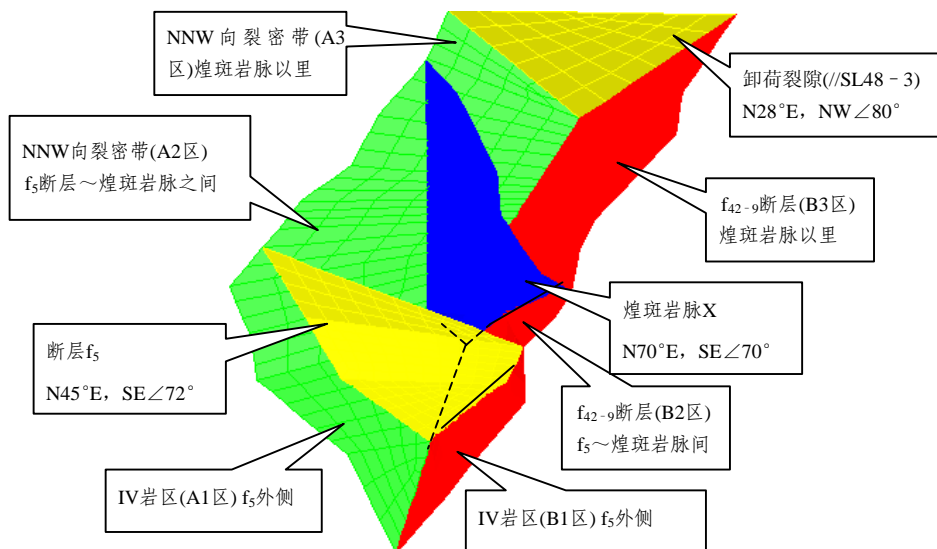 NNW向裂密带(A3
区)煌斑岩脉以里
卸荷裂隙(//SL48-3)
N28°E，NW∠80°
NNW向裂密带(A2区)
f5断层～煌斑岩脉之间
f42-9断层(B3区)
煌斑岩脉以里
断层f5
N45°E，SE∠72°
煌斑岩脉X
N70°E，SE∠70°
f42-9断层(B2区)
f5～煌斑岩脉间
IV岩区(A1区) f5外侧
IV岩区(B1区) f5外侧